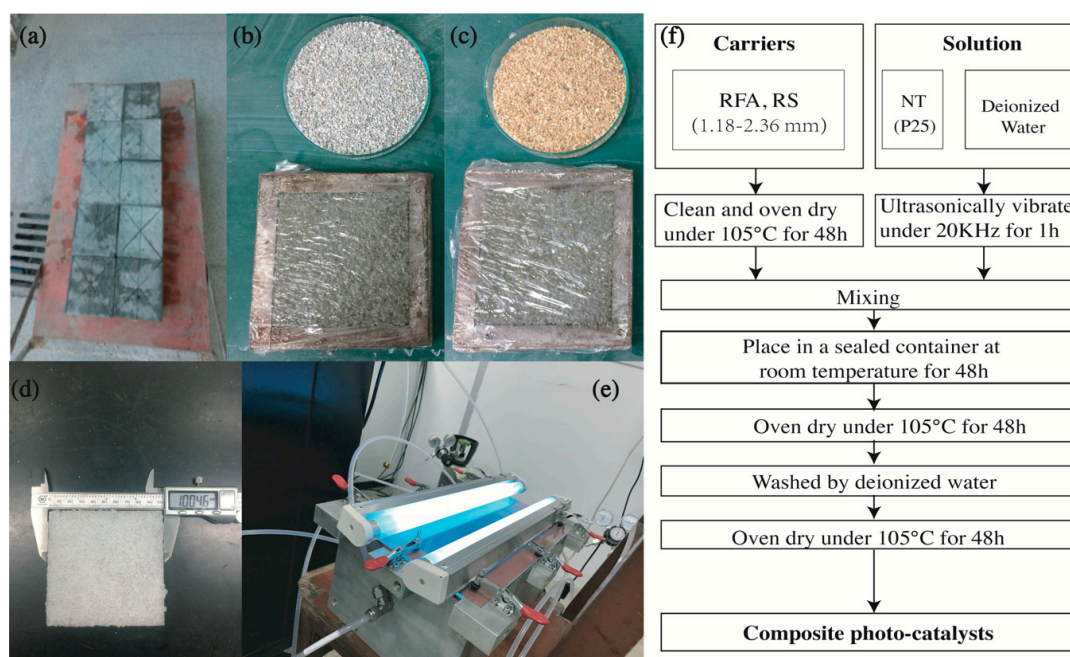 (a)
(b)
(c)
(d)
100.46
(e)
(f)
Carriers
RFA, RS
(1.18-2.36 mm)
Solution
NT
(P25)
Deionized
Water
Clean and oven dry
under 105°C for 48h
Ultrasonically vibrate
under 20KHz for 1h
Mixing
Place in a sealed container at
room temperature for 48h
Oven dry under 105°C for 48h
Washed by deionized water
Oven dry under 105°C for 48h
Composite photo-catalysts